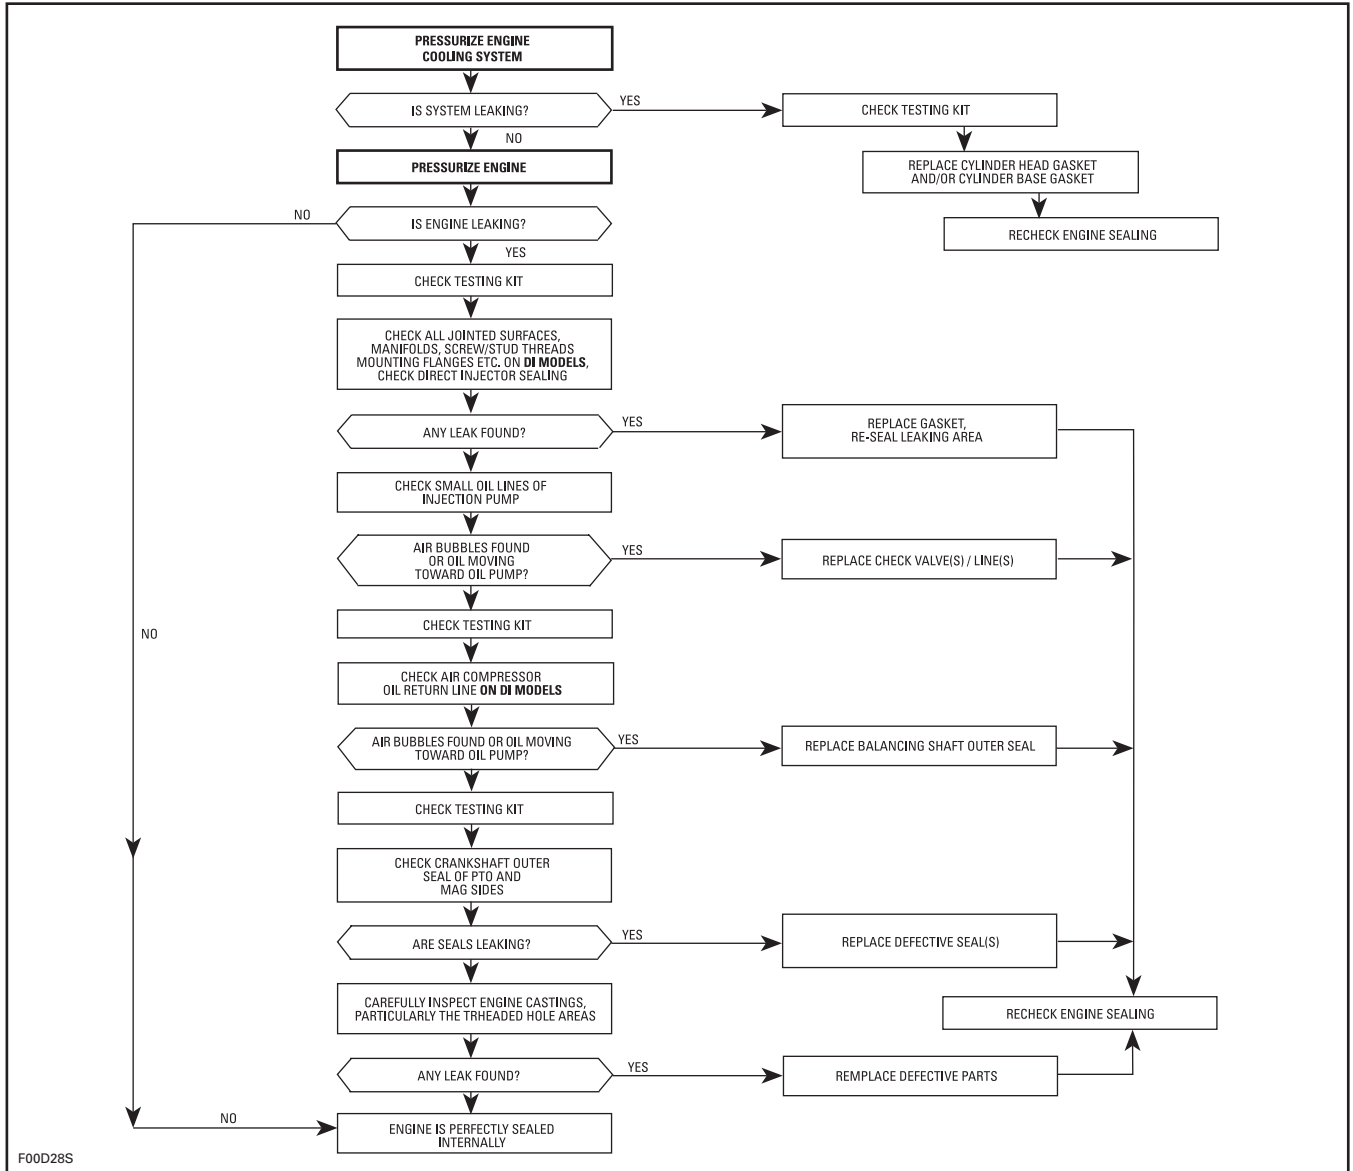 PRESSURIZE ENGINE
COOLING SYSTEM
IS SYSTEM LEAKING?
YES
CHECK TESTING KIT
NO
REPLACE CYLINDER HEAD GASKET
AND/OR CYLINDER BASE GASKET
PRESSURIZE ENGINE
RECHECK ENGINE SEALING
NO
IS ENGINE LEAKING?
YES
CHECK TESTING KIT
CHECK ALL JOINTED SURFACES,
MANIFOLDS, SCREW/STUD THREADS
MOUNTING FLANGES ETC. ON DI MODELS,
CHECK DIRECT INJECTOR SEALING
ANY LEAK FOUND?
YES
REPLACE GASKET,
RE-SEAL LEAKING AREA
CHECK SMALL OIL LINES OF
INJECTION PUMP
AIR BUBBLES FOUND
OR OIL MOVING
TOWARD OIL PUMP?
YES
REPLACE CHECK VALVE(S) / LINE(S)
CHECK TESTING KIT
NO
CHECK AIR COMPRESSOR
OIL RETURN LINE ON DI MODELS
AIR BUBBLES FOUND OR OIL MOVING
TOWARD OIL PUMP?
YES
REPLACE BALANCING SHAFT OUTER SEAL
CHECK TESTING KIT
CHECK CRANKSHAFT OUTER
SEAL OF PTO AND
MAG SIDES
ARE SEALS LEAKING?
YES
REPLACE DEFECTIVE SEAL(S)
CAREFULLY INSPECT ENGINE CASTINGS,
PARTICULARLY THE TRHEADED HOLE AREAS
RECHECK ENGINE SEALING
ANY LEAK FOUND?
YES
REMPLACE DEFECTIVE PARTS
NO
ENGINE IS PERFECTLY SEALED
INTERNALLY
F00D28S